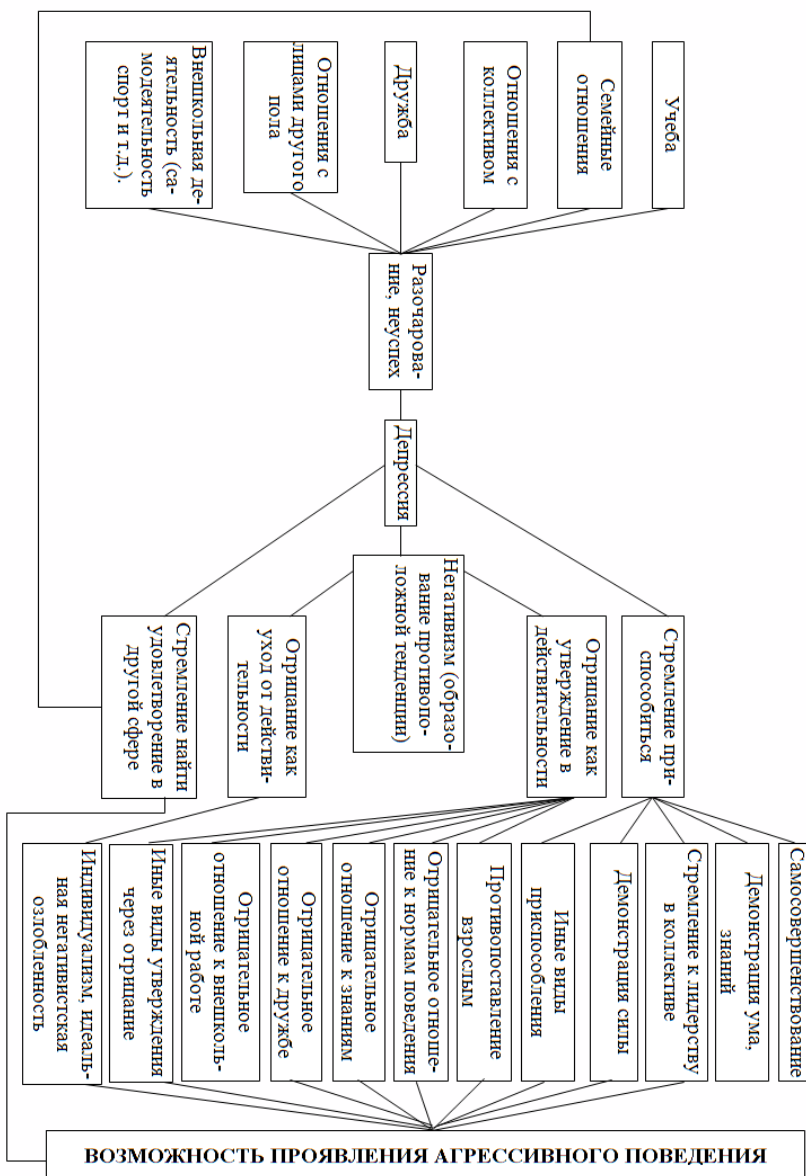 Учеба
Семейные
отношения
Отношения с
коллективом
Дружба
Отношения с
лицами другого
пола
Внешкольная де-
ятельность (са-
модеятельность
спорт и т.д.).
Разочарова-
ние, неуспех
Депрессия
Стремление при-
способиться
Отрицание как
утверждение в
действительности
Негативизм (образо-
вание противопо-
ложной тенденции)
Отрицание как
уход от действи-
тельности
Стремление найти
удовлетворение в
другой сфере
Самосовершенствование
Демонстрация ума,
знаний
Стремление к лидерству
в коллективе
Демонстрация силы
Иные виды
приспособления
Противопоставление
взрослым
Отрицательное отноше-
ние к нормам поведения
Отрицательное
отношение к знаниям
Отрицательное
отношение к дружбе
Отрицательное
отношение к внешколь-
ной работе
Иные виды утверждения
через отрицание
Индивидуализм, идеаль-
ная негативистская
озлобленность
ВОЗМОЖНОСТЬ ПРОЯВЛЕНИЯ АГРЕССИВНОГО ПОВЕДЕНИЯ